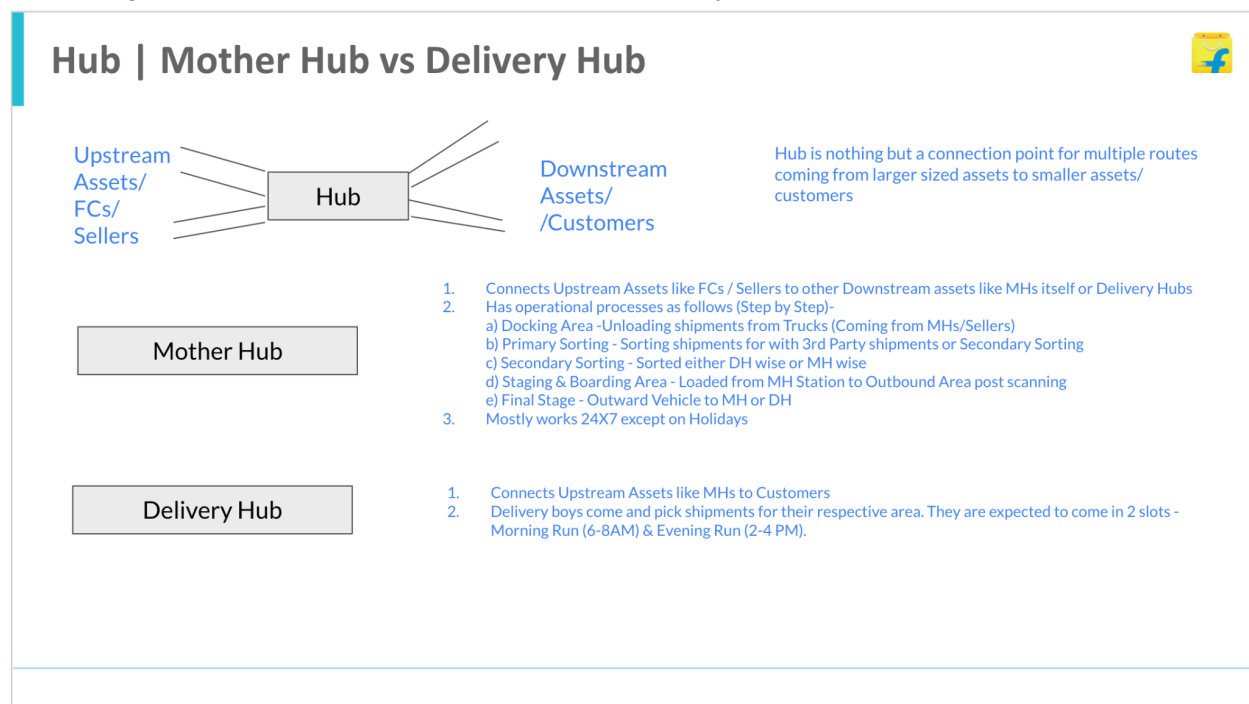 Hub | Mother Hub vs Delivery Hub
Upstream
Assets/
FCs/
Sellers
Hub
Downstream
Assets/
/Customers
Hub is nothing but a connection point for multiple routes
coming from larger sized assets to smaller assets/
customers
Mother Hub
1. Connects Upstream Assets like FCs / Sellers to other Downstream assets like MHs itself or Delivery Hubs
2. Has operational processes as follows (Step by Step)-
a) Docking Area -Unloading shipments from Trucks (Coming from MHs/Sellers)
b) Primary Sorting - Sorting shipments for with 3rd Party shipments or Secondary Sorting
c) Secondary Sorting - Sorted either DH wise or MH wise
d) Staging & Boarding Area - Loaded from MH Station to Outbound Area post scanning
e) Final Stage - Outward Vehicle to MH or DH
3. Mostly works 24X7 except on Holidays
Delivery Hub
1. Connects Upstream Assets like MHs to Customers
2. Delivery boys come and pick shipments for their respective area. They are expected to come in 2 slots -
Morning Run (6-8AM) & Evening Run (2-4 PM).